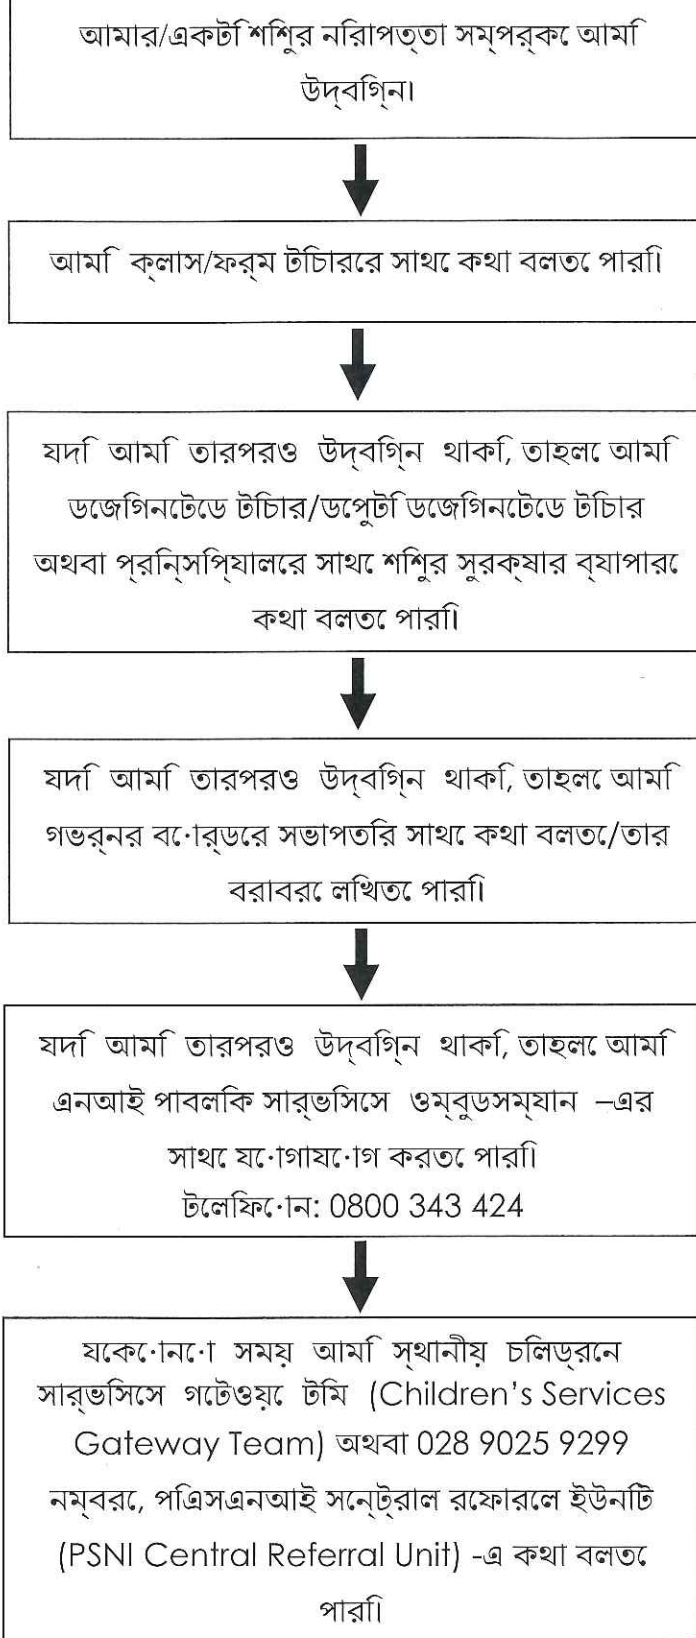 আমার/একটি শিশুর নিরাপত্তা সম্পর্কে আমি
উদ্বিগ্ন।
আমি ক্লাস/ফর্ম টিচারের সাথে কথা বলতে পারি।
যদি আমি তারপরও উদ্বিগ্ন থাকি, তাহলে আমি
ডেজিগনেটেড টিচার/ডেপুটি ডেজিগনেটেড টিচার
অথবা প্রিন্সিপ্যালের সাথে শিশুর সুরক্ষার ব্যাপারে
কথা বলতে পারি।
যদি আমি তারপরও উদ্বিগ্ন থাকি, তাহলে আমি
গভর্নর বোর্ডের সভাপতির সাথে কথা বলতে/তার
বরাবরে লিখতে পারি।
যদি আমি তারপরও উদ্বিগ্ন থাকি, তাহলে আমি
এনআই পাবলিক সার্ভিসেস ওম্বুডসম্যান –এর
সাথে যোগাযোগ করতে পারি।
টেলিফোন: 0800 343 424
যেকোনো সময় আমি স্থানীয় চিলড্রেন
সার্ভিসেস গেটওয়ে টিম (Children's Services
Gateway Team) অথবা 028 9025 9299
নম্বরে, পিএসএনআই সেন্ট্রাল রেফারেল ইউনিট
(PSNI Central Referral Unit) -এ কথা বলতে
পারি।